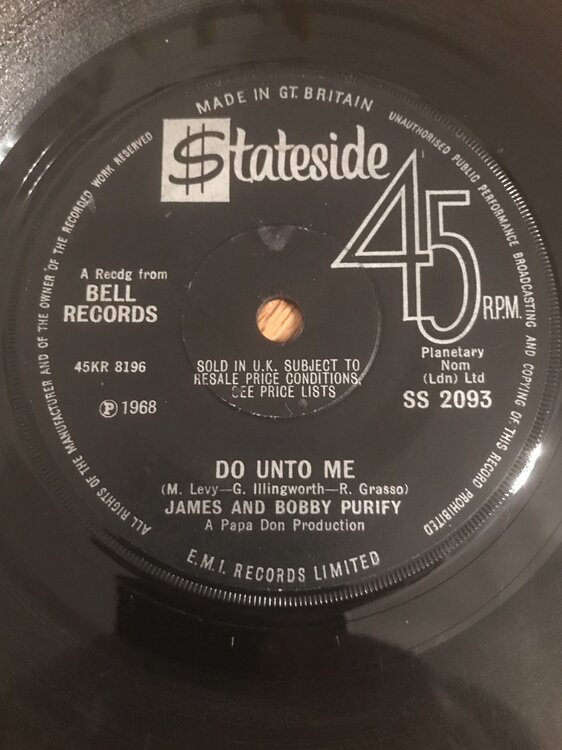 MADE IN GT. BRITAIN
UNAUTHORISED PUBLIC PERFORMANCE BROADCASTING AND COPYING OF THIS RECORD PROHIBITED
ALL RIGHTS OF THE MANUFACTURER AND OF THE OWNER OF THE RECORDED WORK RESERVED
$tateside
45
R.P.M.
A Recdg from
BELL
RECORDS
45KR 8196
Ⓟ 1968
SOLD IN U.K. SUBJECT TO
RESALE PRICE CONDITIONS,
SEE PRICE LISTS
Planetary
Nom
(Ldn) Ltd
SS 2093
DO UNTO ME
(M. Levy—G. Illingworth—R. Grasso)
JAMES AND BOBBY PURIFY
A Papa Don Production
E.M.I. RECORDS LIMITED